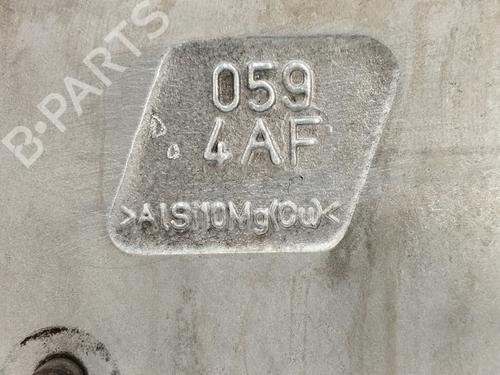 B-PARTS
059
4AF
>AlSi10Mg(Cu)<